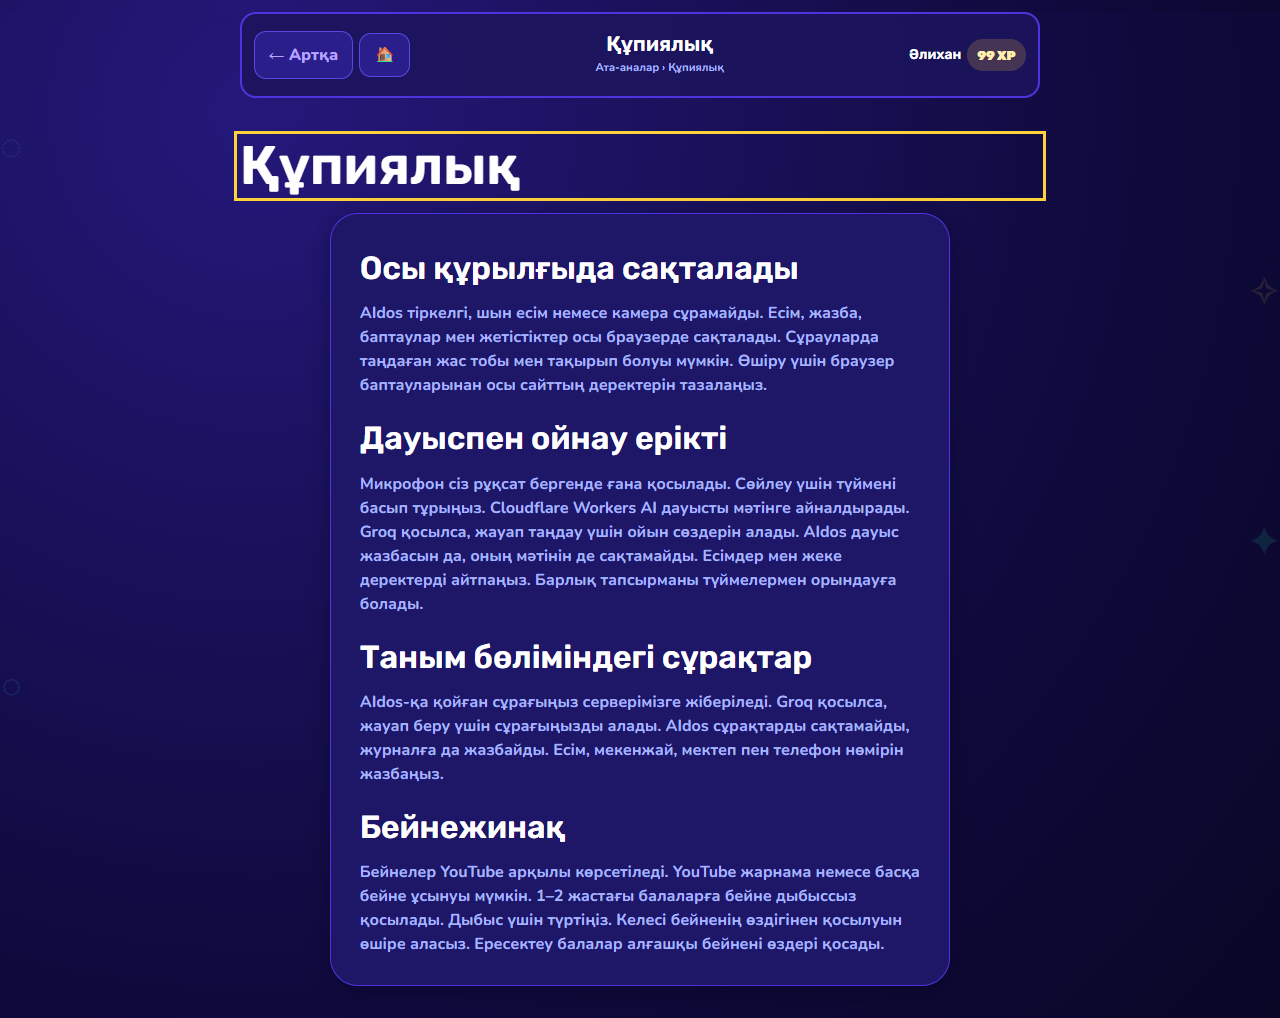 ← Артқа
Құпиялық
Ата-аналар › Құпиялық
Әлихан 99 XP
Құпиялық
Осы құрылғыда сақталады
AIdos тіркелгі, шын есім немесе камера сұрамайды. Есім, жазба,
баптаулар мен жетістіктер осы браузерде сақталады. Сұрауларда
таңдаған жас тобы мен тақырып болуы мүмкін. Өшіру үшін браузер
баптауларынан осы сайттың деректерін тазалаңыз.
Дауыспен ойнау ерікті
Микрофон сіз рұқсат бергенде ғана қосылады. Сөйлеу үшін түймені
басып тұрыңыз. Cloudflare Workers AI дауысты мәтінге айналдырады.
Groq қосылса, жауап таңдау үшін ойын сөздерін алады. AIdos дауыс
жазбасын да, оның мәтінін де сақтамайды. Есімдер мен жеке
деректерді айтпаңыз. Барлық тапсырманы түймелермен орындауға
болады.
Таным бөліміндегі сұрақтар
AIdos-қа қойған сұрағыңыз серверімізге жіберіледі. Groq қосылса,
жауап беру үшін сұрағыңызды алады. AIdos сұрақтарды сақтамайды,
журналға да жазбайды. Есім, мекенжай, мектеп пен телефон нөмірін
жазбаңыз.
Бейнежинақ
Бейнелер YouTube арқылы көрсетіледі. YouTube жарнама немесе басқа
бейне ұсынуы мүмкін. 1–2 жастағы балаларға бейне дыбыссыз
қосылады. Дыбыс үшін түртіңіз. Келесі бейненің өздігінен қосылуын
өшіре аласыз. Ересектеу балалар алғашқы бейнені өздері қосады.